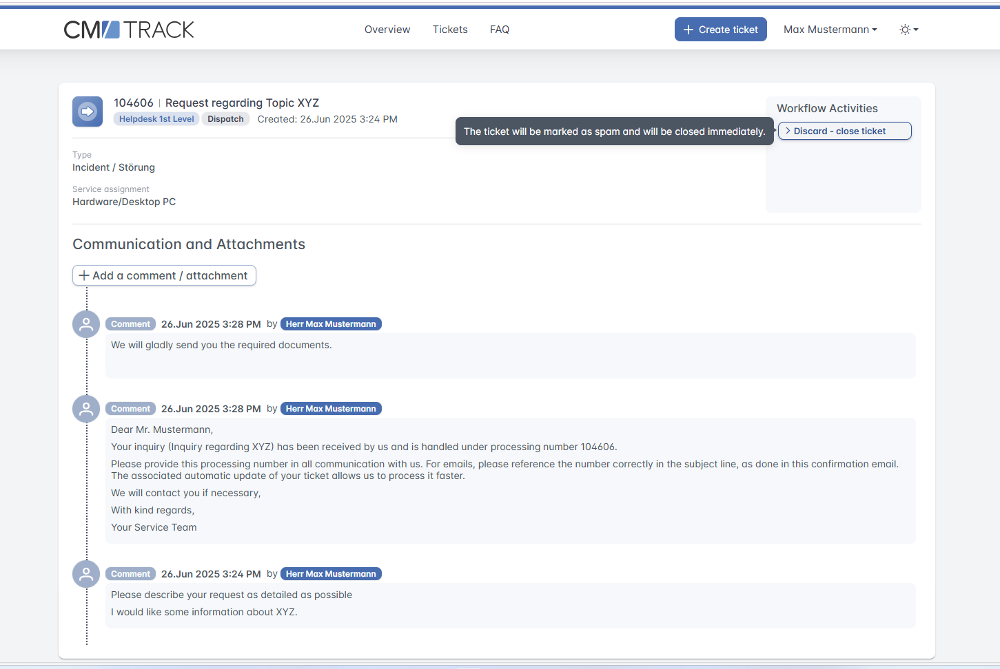 CM/TRACK
Overview
Tickets
FAQ
+ Create ticket
Max Mustermann
104606 | Request regarding Topic XYZ
Helpdesk 1st Level
Dispatch
Created: 26.Jun 2025 3:24 PM
Workflow Activities
The ticket will be marked as spam and will be closed immediately.
> Discard - close ticket
Type
Incident / Störung
Service assignment
Hardware/Desktop PC
Communication and Attachments
+ Add a comment / attachment
Comment 26.Jun 2025 3:28 PM by Herr Max Mustermann
We will gladly send you the required documents.
Comment 26.Jun 2025 3:28 PM by Herr Max Mustermann
Dear Mr. Mustermann,
Your inquiry (Inquiry regarding XYZ) has been received by us and is handled under processing number 104606.
Please provide this processing number in all communication with us. For emails, please reference the number correctly in the subject line, as done in this confirmation email.
The associated automatic update of your ticket allows us to process it faster.
We will contact you if necessary,
With kind regards,
Your Service Team
Comment 26.Jun 2025 3:24 PM by Herr Max Mustermann
Please describe your request as detailed as possible
I would like some information about XYZ.